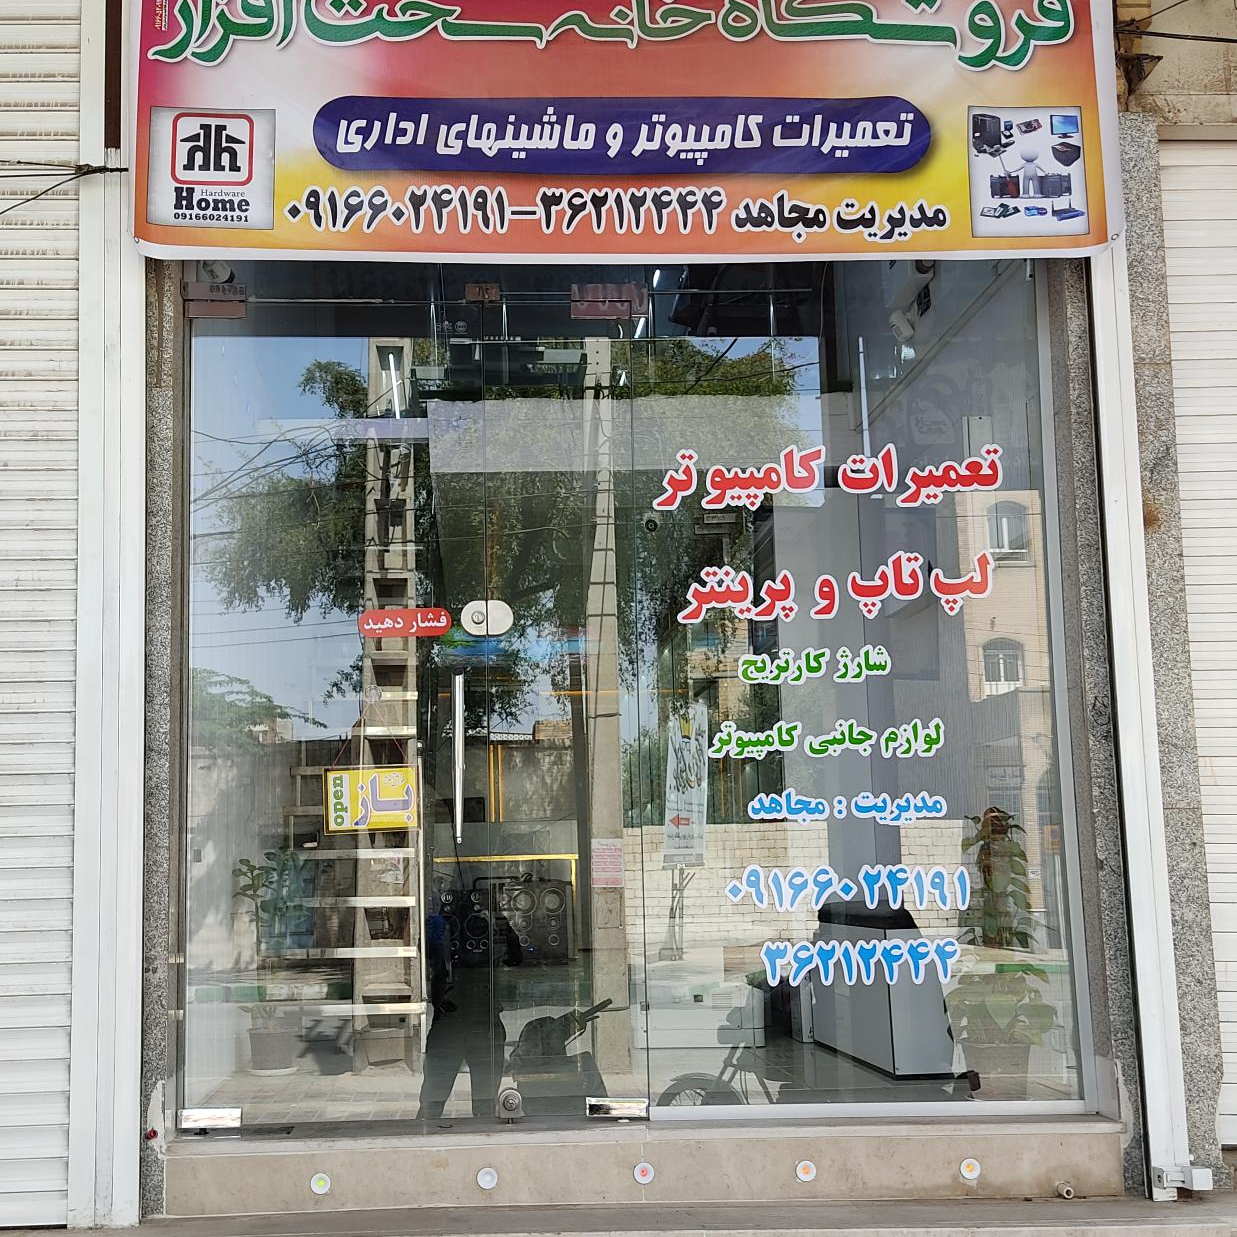 فروشگاه خانه سخت افزار
تعمیرات کامپیوتر و ماشینهای اداری
مدیریت مجاهد ۳۶۲۱۲۴۴۴-۰۹۱۶۶۰۲۴۱۹۱
Hardware
Home
09166024191
تعمیرات کامپیوتر
لپ تاپ و پرینتر
فشار دهید
شارژ کارتریج
لوازم جانبی کامپیوتر
باز
open
مدیریت : مجاهد
۰۹۱۶۶۰۲۴۱۹۱
۳۶۲۱۲۴۴۴